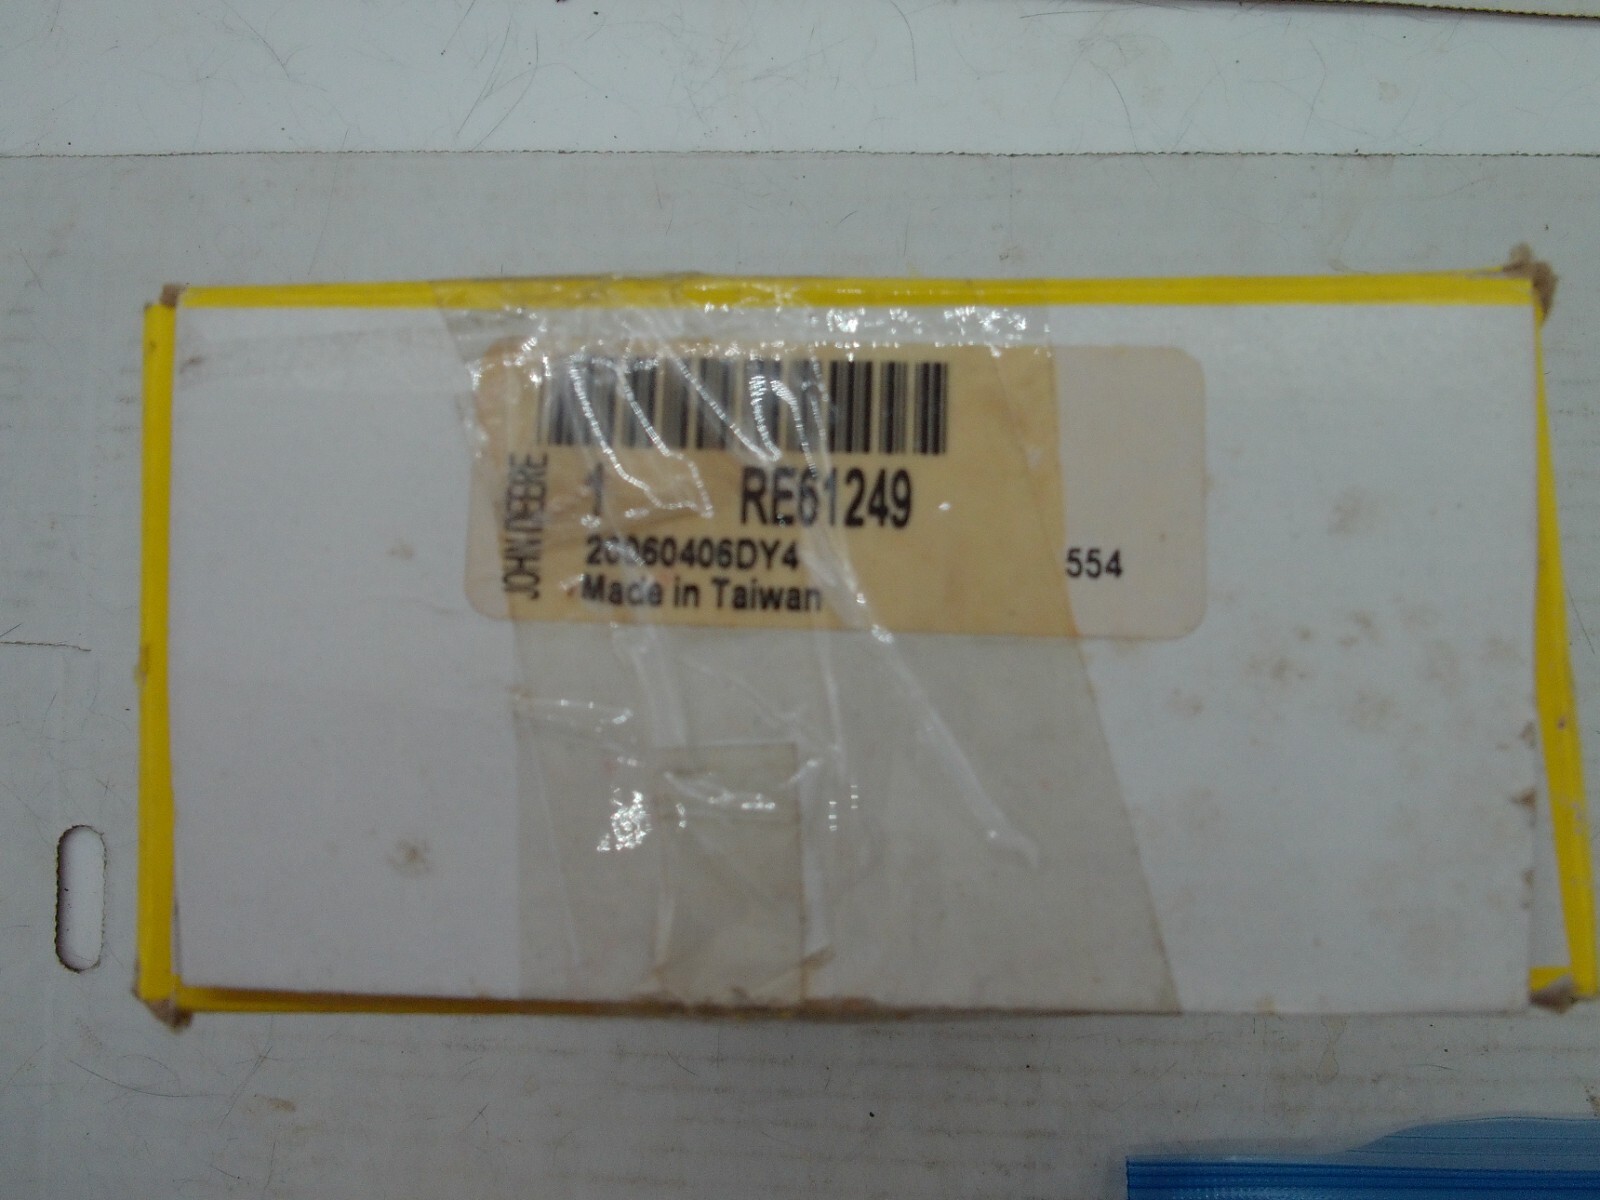 JOHN DEERE
1 RE61249
20060406DY4 554
Made in Taiwan